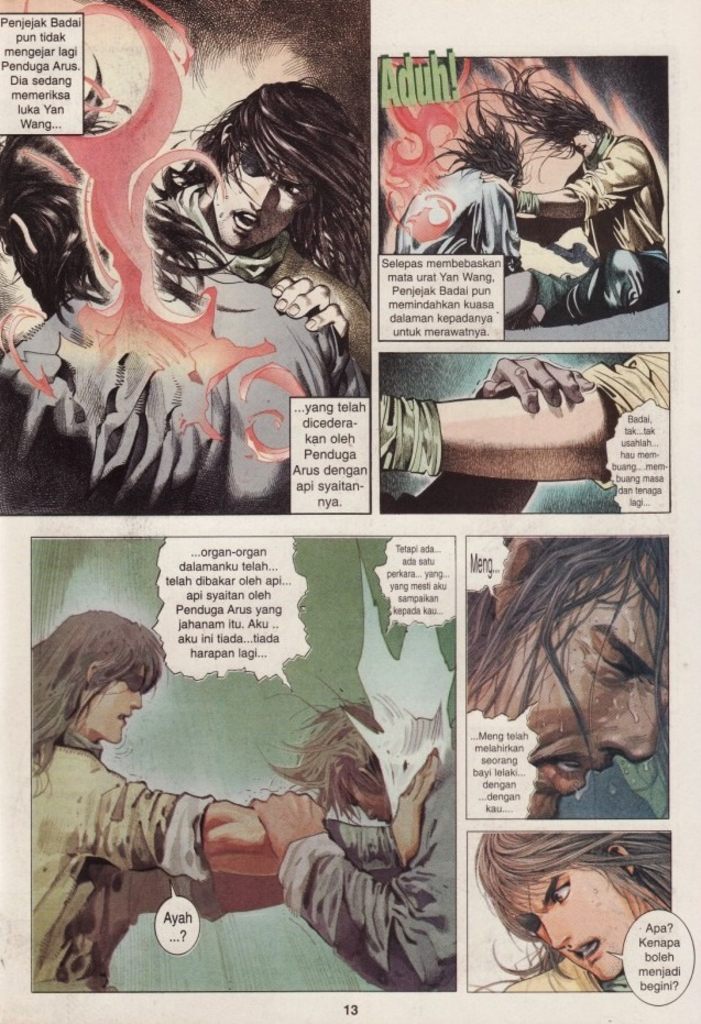 Penjejak Badai
pun tidak
mengejar lagi
Penduga Arus.
Dia sedang
memeriksa
luka Yan
Wang...
...yang telah
dicedera-
kan oleh
Penduga
Arus dengan
api syaitan-
nya.
Aduh!
Selepas membebaskan
mata urat Yan Wang,
Penjejak Badai pun
memindahkan kuasa
dalaman kepadanya
untuk merawatnya.
Badai,
tak...tak
usahlah...
hau mem-
buang....mem-
buang masa
dan tenaga
lagi...
...organ-organ
dalamanku telah...
telah dibakar oleh api...
api syaitan oleh
Penduga Arus yang
jahanam itu. Aku ..
aku ini tiada...tiada
harapan lagi...
Tetapi ada...
ada satu
perkara... yang...
yang mesti aku
sampaikan
kepada kau...
Ayah
...?
Meng...
...Meng telah
melahirkan
seorang
bayi lelaki...
...dengan
...dengan
kau....
Apa?
Kenapa
boleh
menjadi
begini?
13